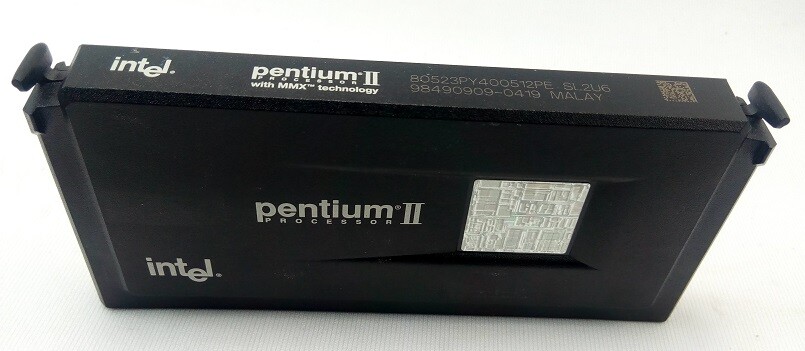 intel®
pentium® II
PROCESSOR
with MMX™ technology
80523PY400512PE SL2U6
98490909-0419 MALAY
pentium® II
PROCESSOR
intel®